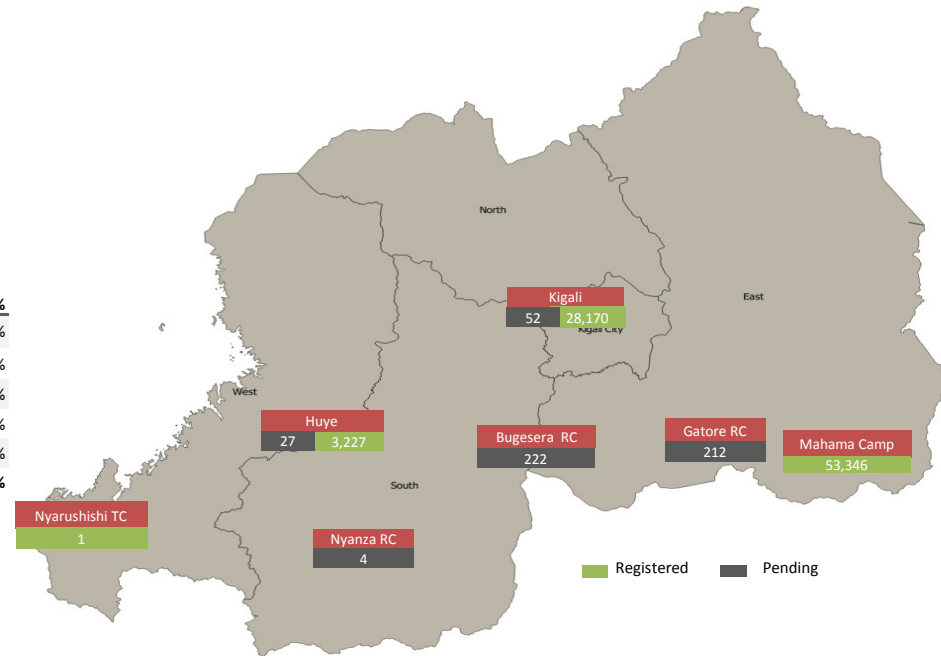 North
%
Kigali
East
%
52 28,170
Kigali City
%
West
%
Huye
Gatore RC
%
27 3,227
Bugesera RC
212
Mahama Camp
%
222
53,346
%
South
Nyarushishi TC
1
Nyanza RC
4
Registered Pending